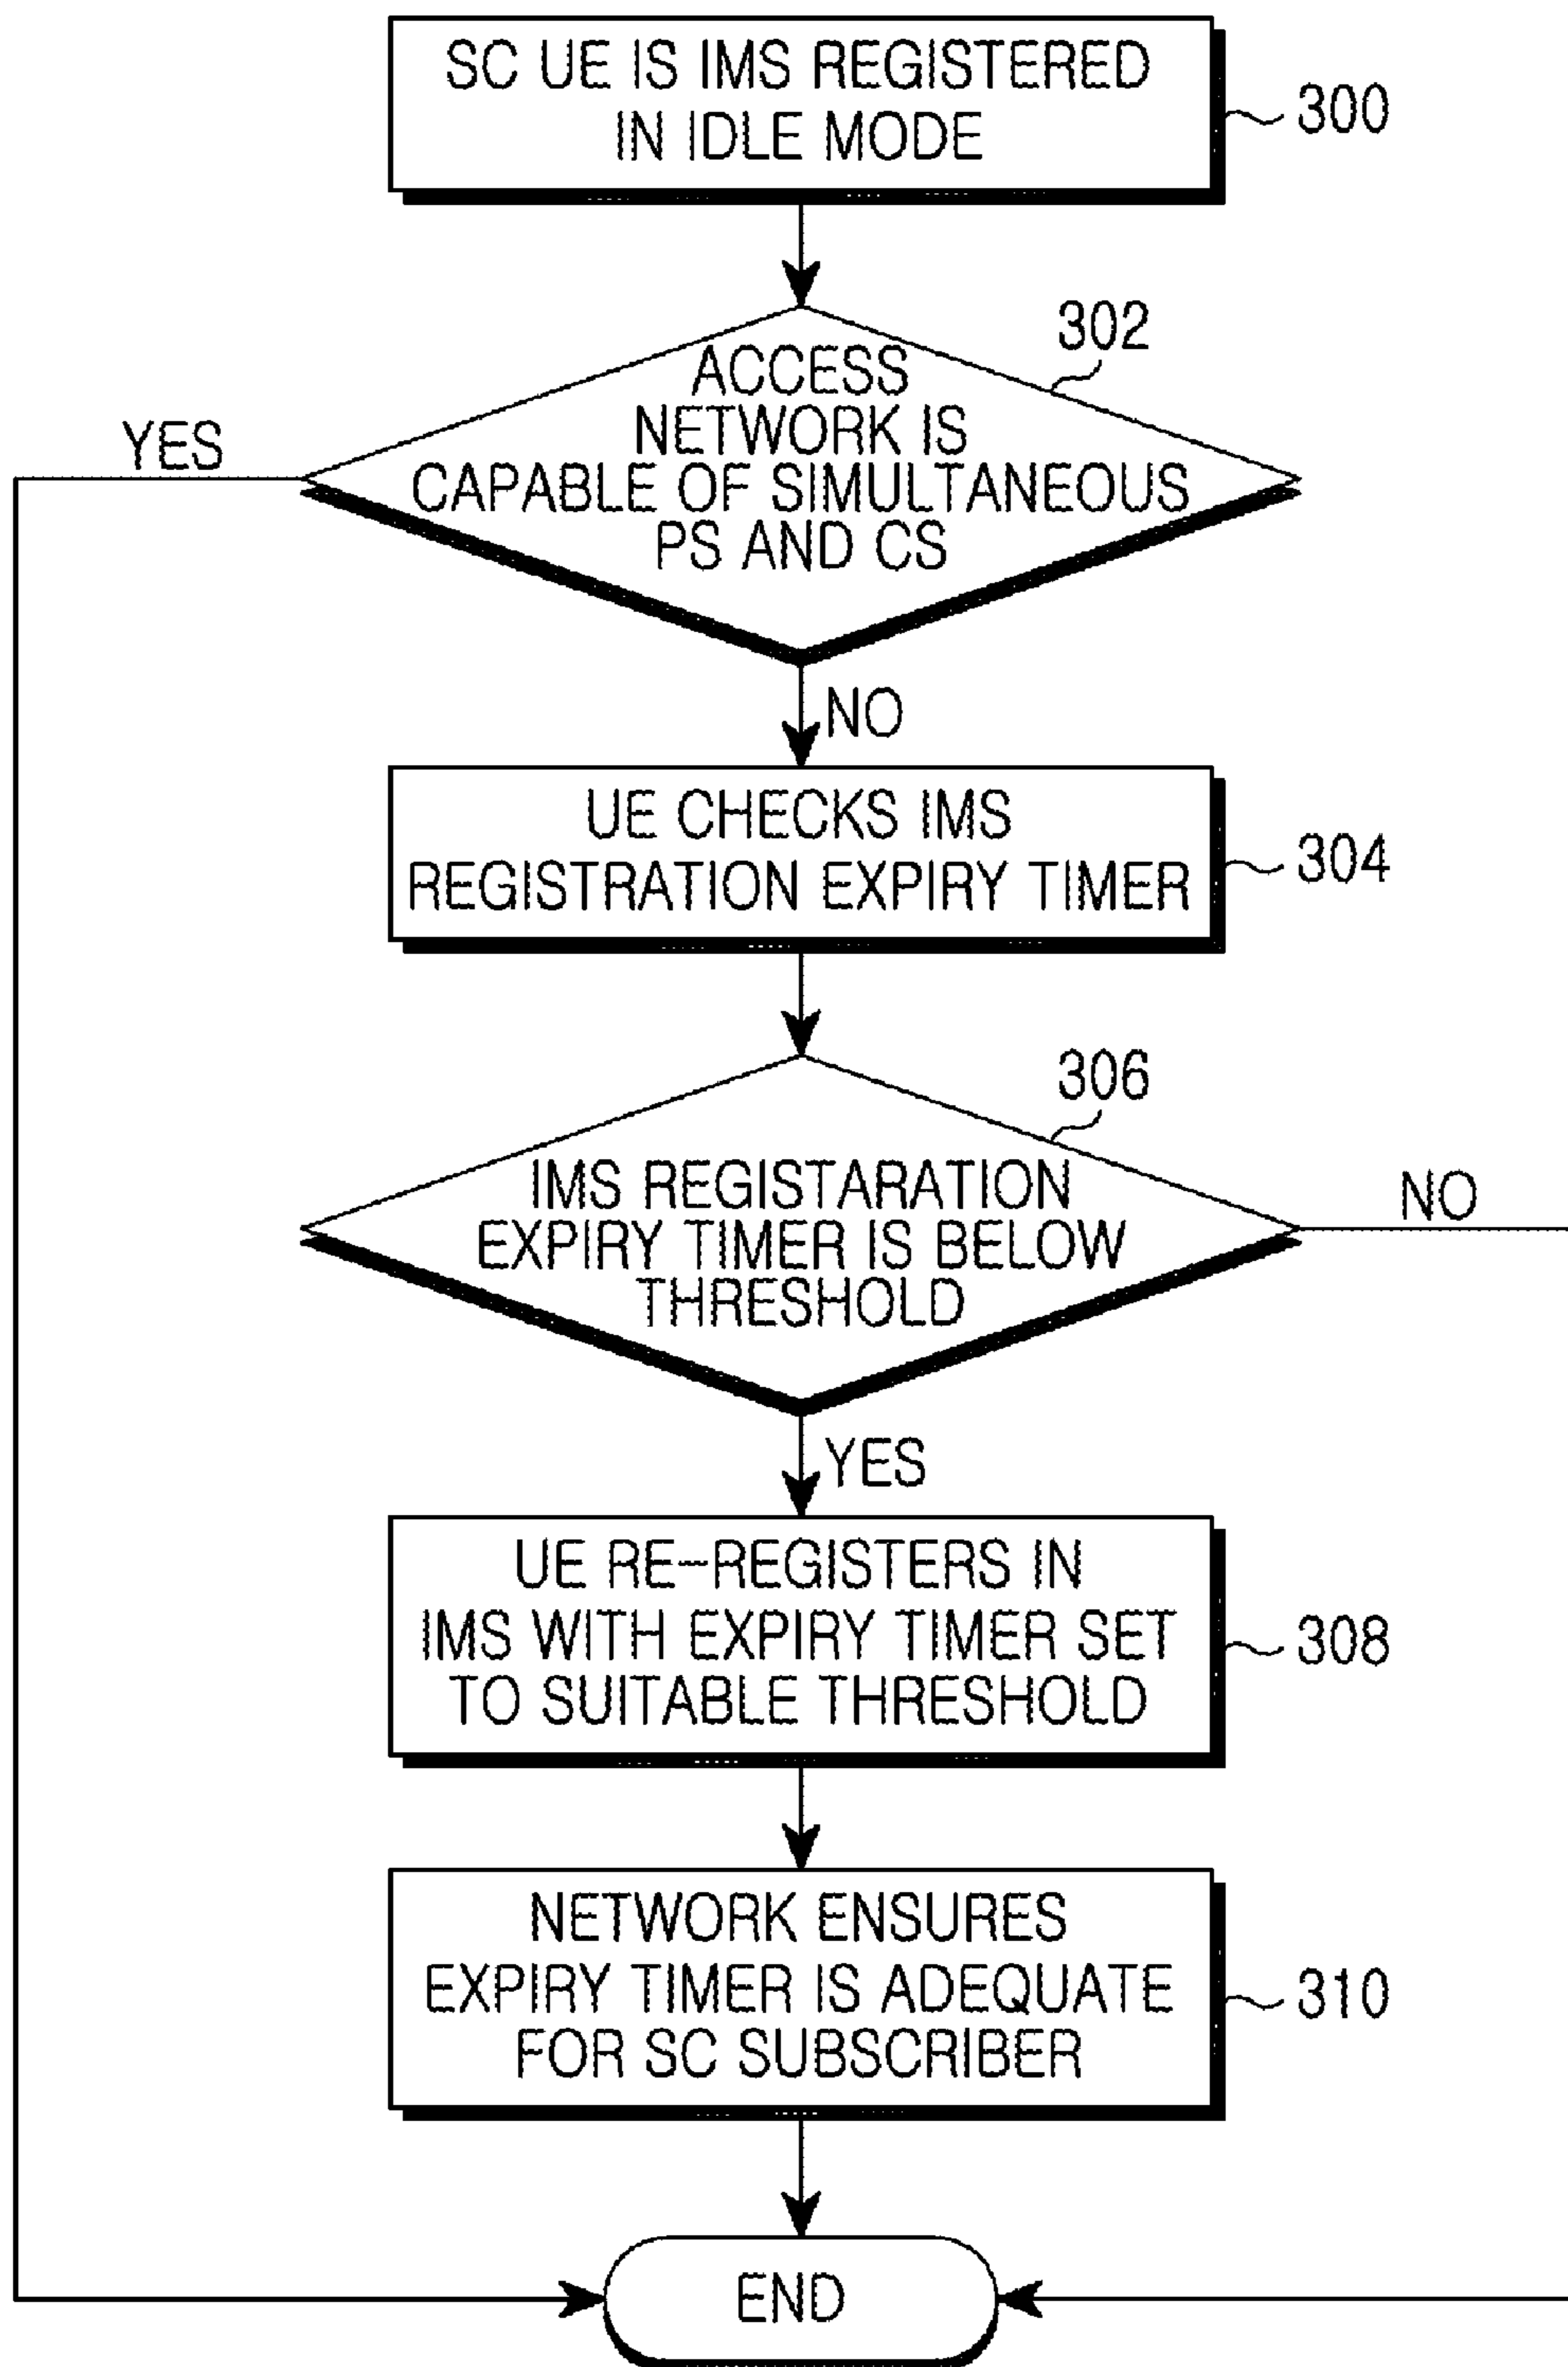 SC UE IS IMS REGISTERED
IN IDLE MODE
300
302
ACCESS
NETWORK IS
CAPABLE OF SIMULTANEOUS
PS AND CS
YES
NO
UE CHECKS IMS
REGISTRATION EXPIRY TIMER
304
306
IMS REGISTARATION
EXPIRY TIMER IS BELOW
THRESHOLD
NO
YES
UE RE-REGISTERS IN
IMS WITH EXPIRY TIMER SET
TO SUITABLE THRESHOLD
308
NETWORK ENSURES
EXPIRY TIMER IS ADEQUATE
FOR SC SUBSCRIBER
310
END